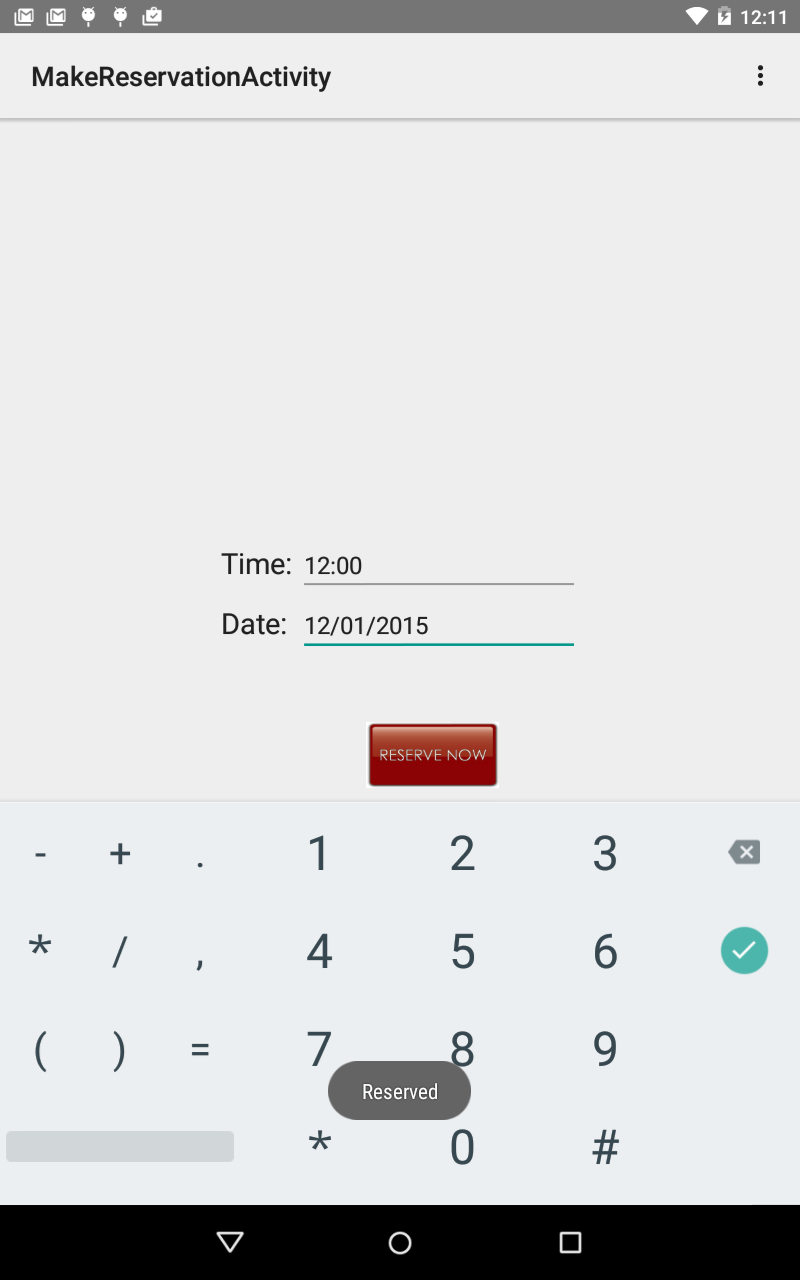 12:11
MakeReservationActivity
Time: 12:00
Date: 12/01/2015
RESERVE NOW
- + . 1 2 3
* / , 4 5 6
( ) = 7 8 9
Reserved
* 0 #